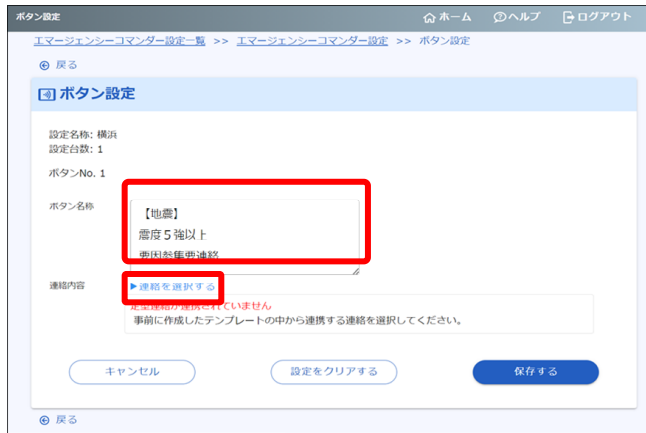 ボタン設定
ホーム ヘルプ ログアウト
エマージェンシーコマンダー設定一覧 >> エマージェンシーコマンダー設定 >> ボタン設定
戻る
ボタン設定
設定名称: 横浜
設定台数: 1
ボタンNo. 1
ボタン名称
【地震】
震度5強以上
要因参集要連絡
連絡内容
▶連絡を選択する
定型連絡が連携されていません
事前に作成したテンプレートの中から連携する連絡を選択してください。
キャンセル 設定をクリアする 保存する
戻る